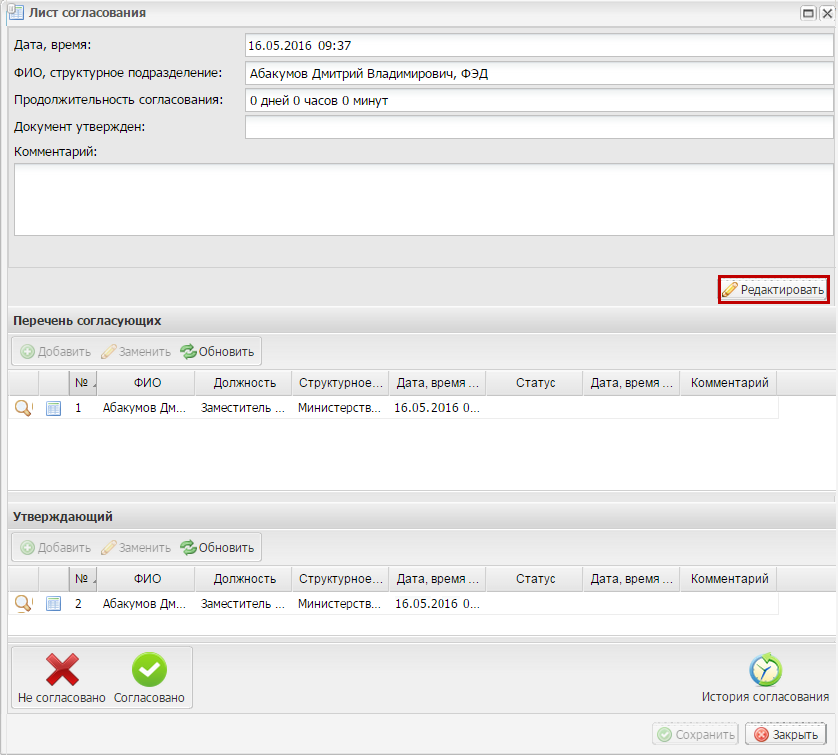 Лист согласования
Дата, время: 16.05.2016 09:37
ФИО, структурное подразделение: Абакумов Дмитрий Владимирович, ФЭД
Продолжительность согласования: 0 дней 0 часов 0 минут
Документ утвержден:
Комментарий:
Редактировать
Перечень согласующих
Добавить Заменить Обновить
№ ФИО Должность Структурное... Дата, время ... Статус Дата, время ... Комментарий
1 Абакумов Дм... Заместитель ... Министерств... 16.05.2016 0...
Утверждающий
Добавить Заменить Обновить
№ ФИО Должность Структурное... Дата, время ... Статус Дата, время ... Комментарий
2 Абакумов Дм... Заместитель ... Министерств... 16.05.2016 0...
Не согласовано Согласовано История согласования
Сохранить Закрыть